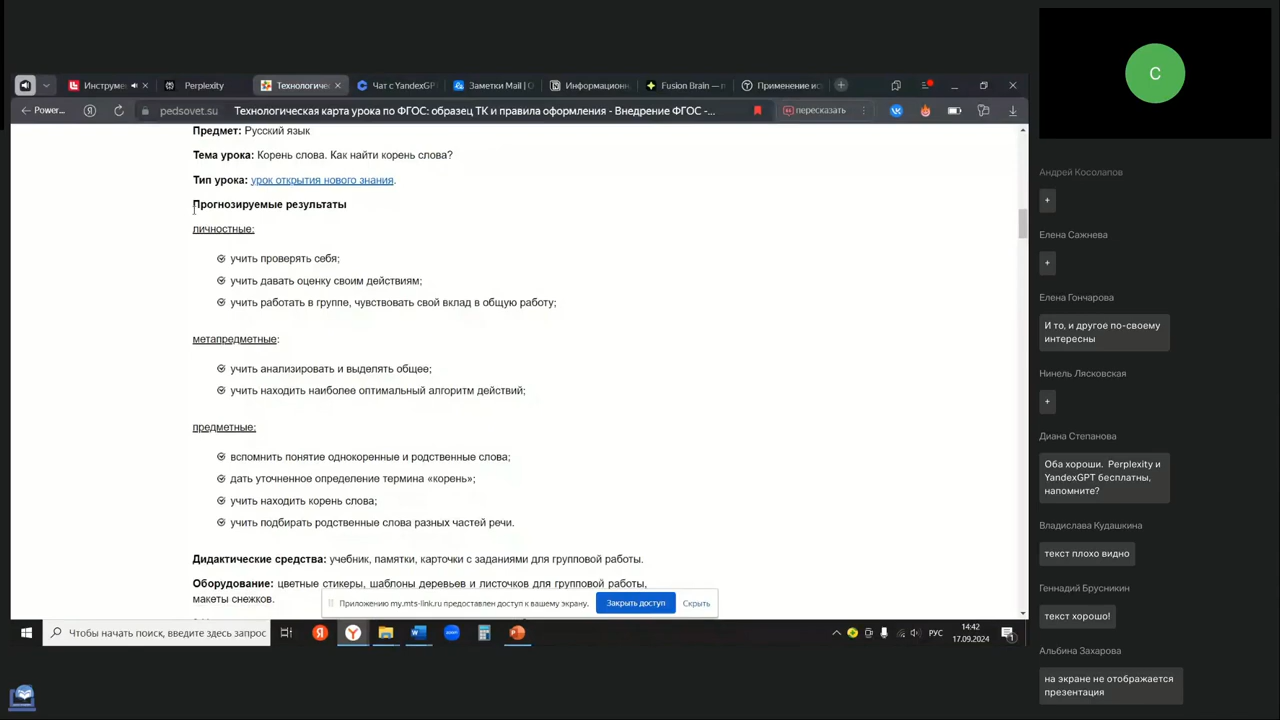 Инструме
Perplexity
Технологиче
Чат с YandexGP
Заметки Mail | О
Информацион
Fusion Brain — п
Применение ис
Power...
pedsovet.su
Технологическая карта урока по ФГОС: образец ТК и правила оформления - Внедрение ФГОС -...
пересказать
Предмет: Русский язык
Тема урока: Корень слова. Как найти корень слова?
Тип урока: урок открытия нового знания.
Прогнозируемые результаты
личностные:
учить проверять себя;
учить давать оценку своим действиям;
учить работать в группе, чувствовать свой вклад в общую работу;
метапредметные:
учить анализировать и выделять общее;
учить находить наиболее оптимальный алгоритм действий;
предметные:
вспомнить понятие однокоренные и родственные слова;
дать уточненное определение термина «корень»;
учить находить корень слова;
учить подбирать родственные слова разных частей речи.
Дидактические средства: учебник, памятки, карточки с заданиями для групповой работы.
Оборудование: цветные стикеры, шаблоны деревьев и листочков для групповой работы,
макеты снежков.
Приложению my.mts-link.ru предоставлен доступ к вашему экрану.
Закрыть доступ
Скрыть
Чтобы начать поиск, введите здесь запрос
РУС
14:42
17.09.2024
С
Андрей Косолапов
+
Елена Сажнева
+
Елена Гончарова
И то, и другое по-своему
интересны
Нинель Лясковская
+
Диана Степанова
Оба хороши. Perplexity и
YandexGPT бесплатны,
напомните?
Владислава Кудашкина
текст плохо видно
Геннадий Брусникин
текст хорошо!
Альбина Захарова
на экране не отображается
презентация